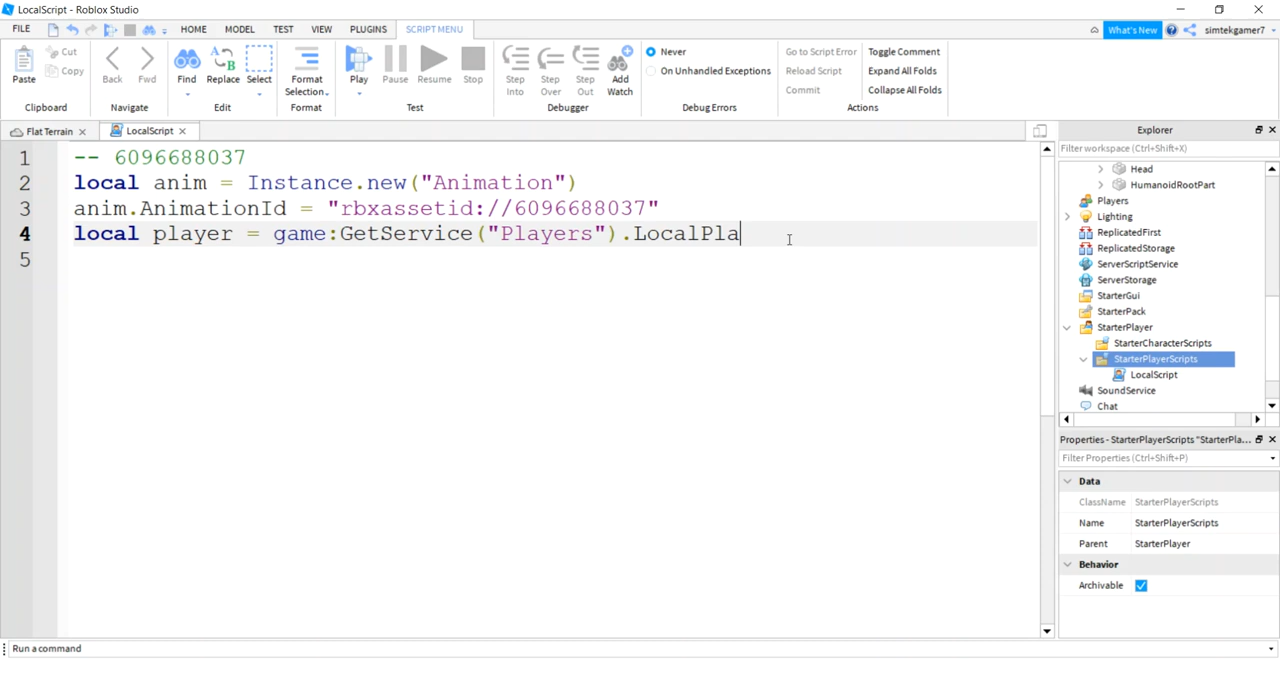 LocalScript - Roblox Studio
FILE HOME MODEL TEST VIEW PLUGINS SCRIPT MENU What's New simtekgamer7
Paste Cut Copy
Clipboard
Back Fwd
Navigate
Find Replace Select
Edit
Format Selection
Format
Play Pause Resume Stop
Test
Step Into Step Over Step Out Add Watch
Debugger
Never
On Unhandled Exceptions
Debug Errors
Go to Script Error Toggle Comment
Reload Script Expand All Folds
Commit Collapse All Folds
Actions
Flat Terrain LocalScript
1 -- 6096688037
2 local anim = Instance.new("Animation")
3 anim.AnimationId = "rbxassetid://6096688037"
4 local player = game:GetService("Players").LocalPla
5
Explorer
Filter workspace (Ctrl+Shift+X)
Head
HumanoidRootPart
Players
Lighting
ReplicatedFirst
ReplicatedStorage
ServerScriptService
ServerStorage
StarterGui
StarterPack
StarterPlayer
StarterCharacterScripts
StarterPlayerScripts
LocalScript
SoundService
Chat
Properties - StarterPlayerScripts "StarterPla...
Filter Properties (Ctrl+Shift+P)
Data
ClassName StarterPlayerScripts
Name StarterPlayerScripts
Parent StarterPlayer
Behavior
Archivable
Run a command